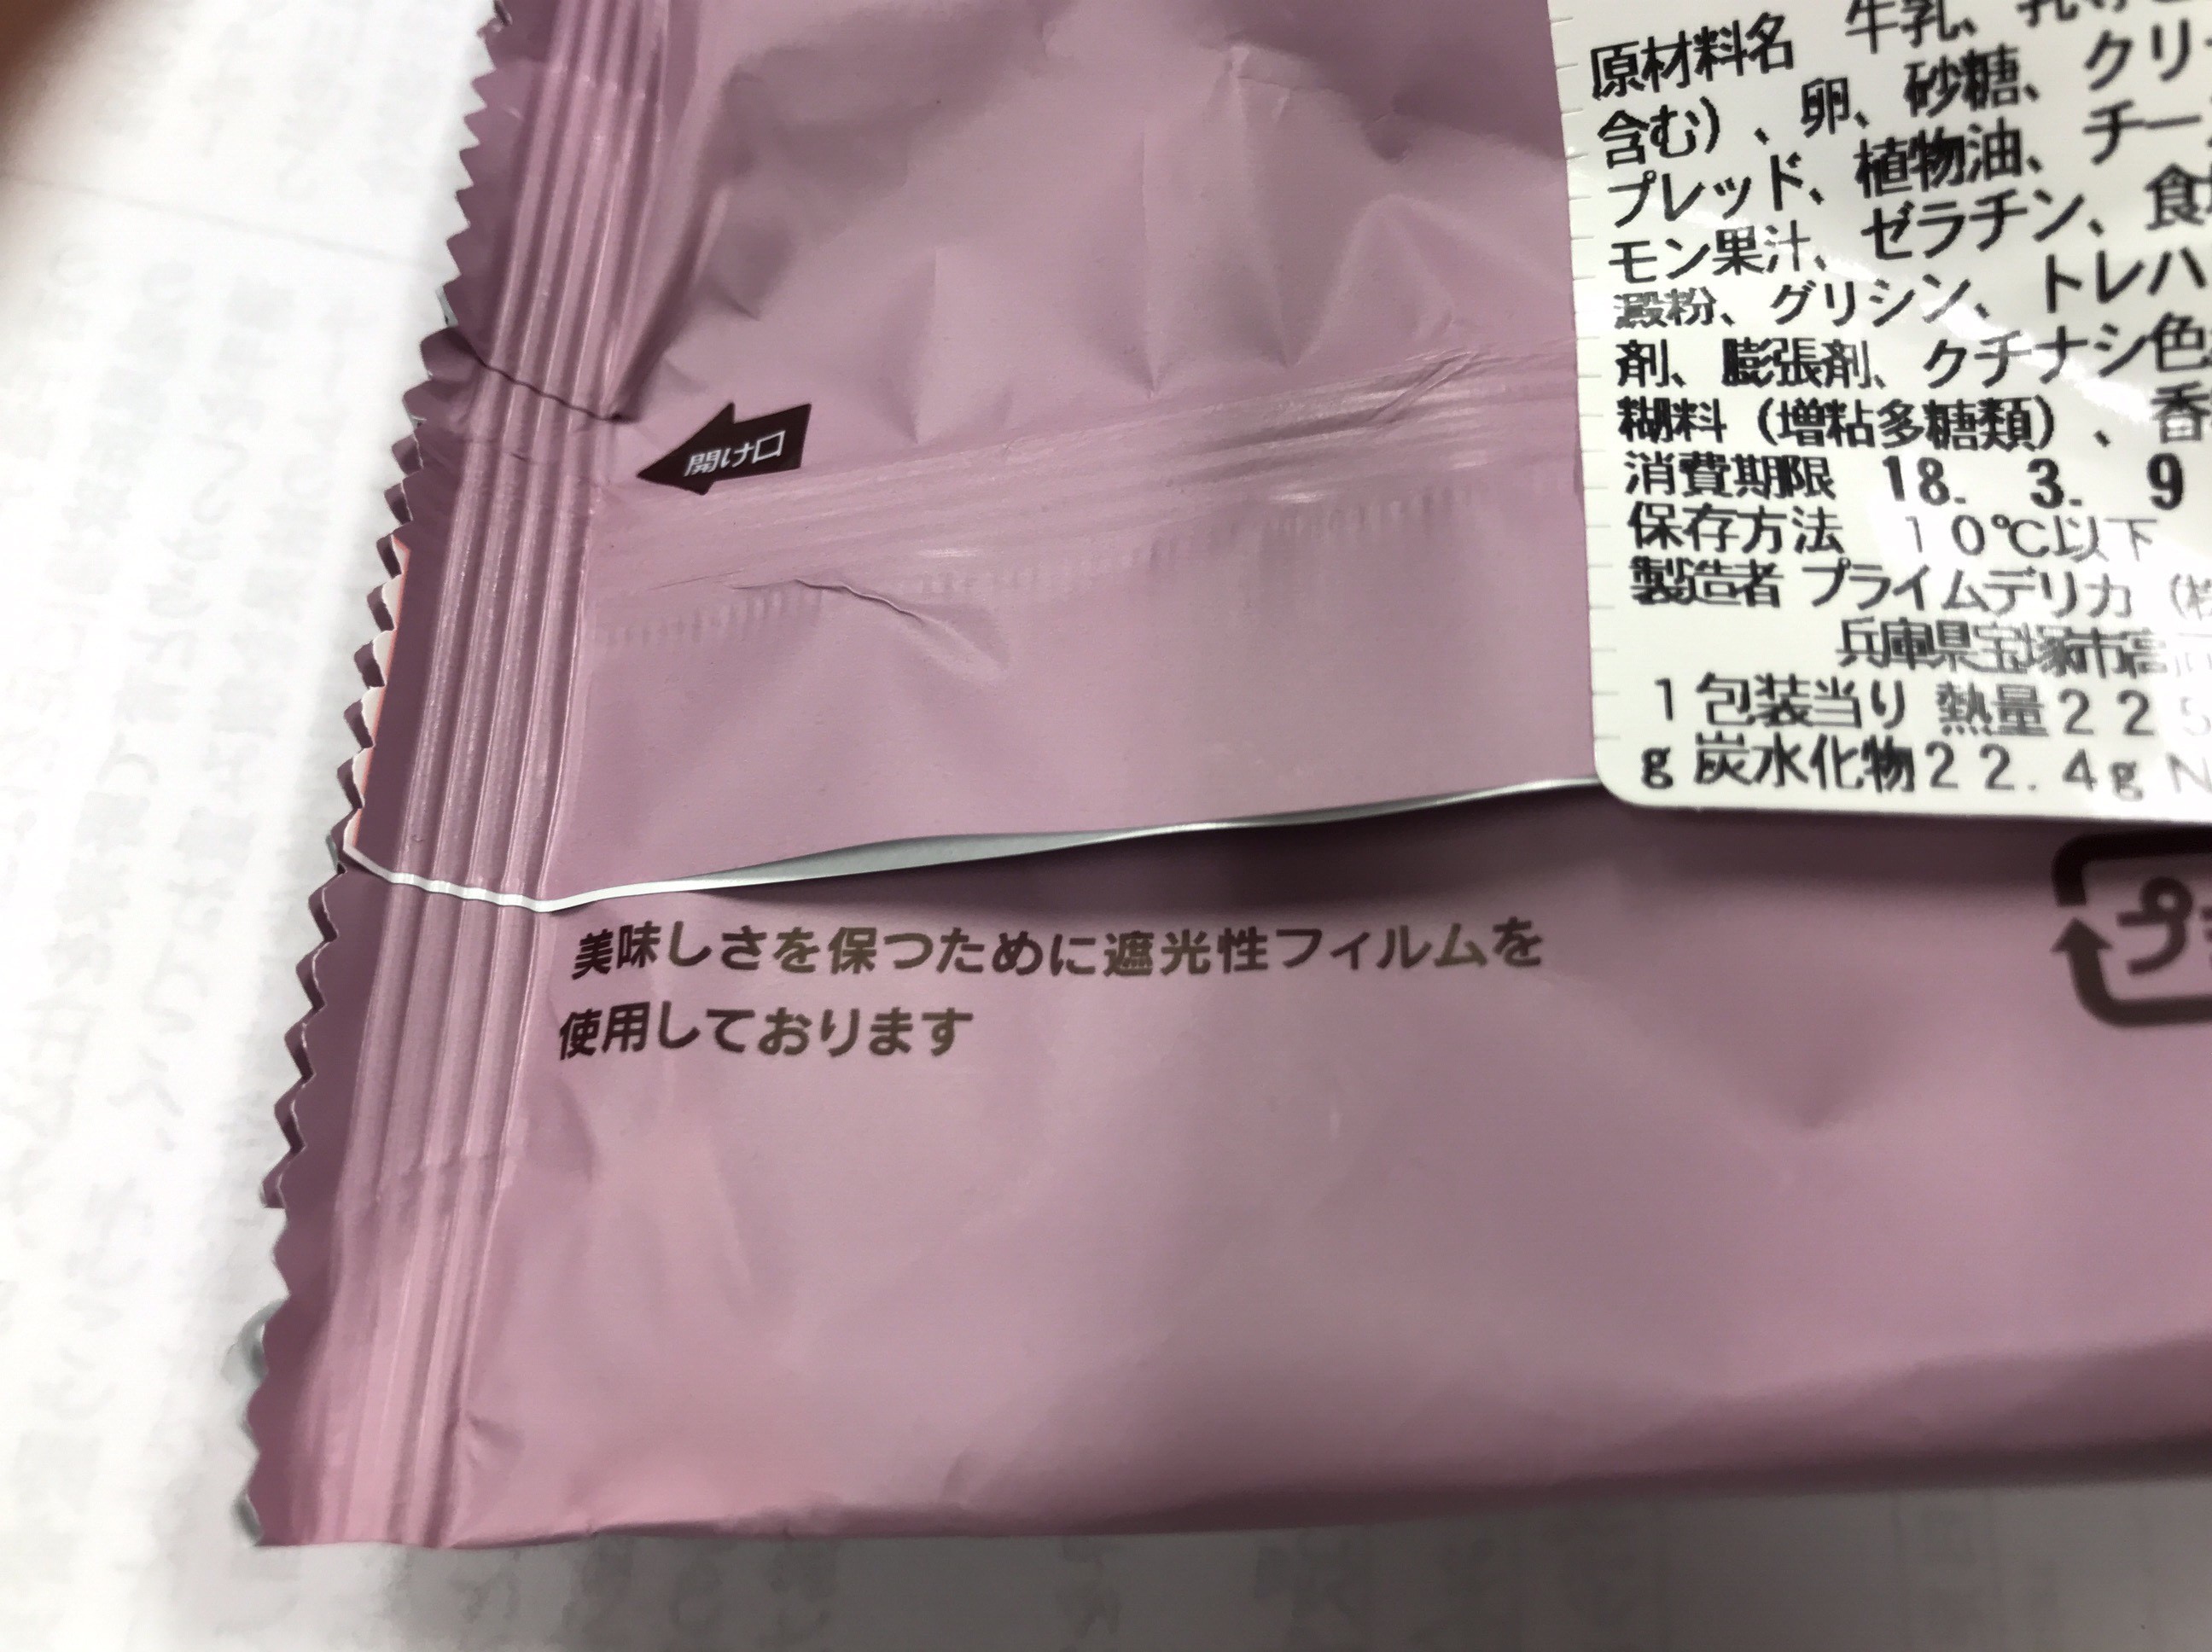 原材料名 牛乳、
含む）、卵、砂糖、クリ
プレッド、植物油、チー
モン果汁、ゼラチン、食
澱粉、グリシン、トレハ
剤、膨張剤、クチナシ色
糊料（増粘多糖類）、香
消費期限 18. 3. 9
保存方法 10℃以下
製造者 プライムデリカ（株
兵庫県宝塚市高
1包装当り 熱量225
g 炭水化物22.4g N
開け口
美味しさを保つために遮光性フィルムを
使用しております
プ